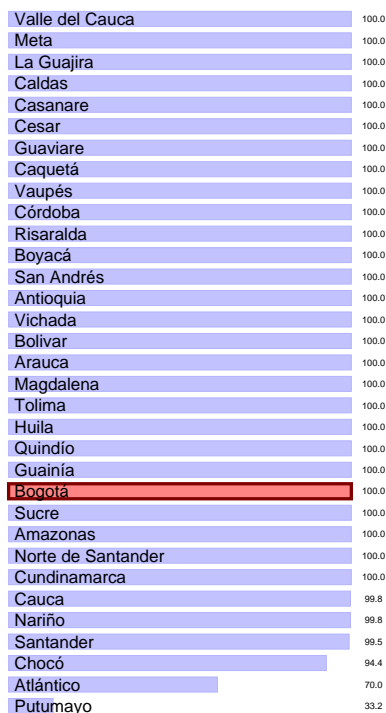 Valle del Cauca 100.0
Meta 100.0
La Guajira 100.0
Caldas 100.0
Casanare 100.0
Cesar 100.0
Guaviare 100.0
Caquetá 100.0
Vaupés 100.0
Córdoba 100.0
Risaralda 100.0
Boyacá 100.0
San Andrés 100.0
Antioquia 100.0
Vichada 100.0
Bolivar 100.0
Arauca 100.0
Magdalena 100.0
Tolima 100.0
Huila 100.0
Quindío 100.0
Guainía 100.0
Bogotá 100.0
Sucre 100.0
Amazonas 100.0
Norte de Santander 100.0
Cundinamarca 100.0
Cauca 99.8
Nariño 99.8
Santander 99.5
Chocó 94.4
Atlántico 70.0
Putumayo 33.2